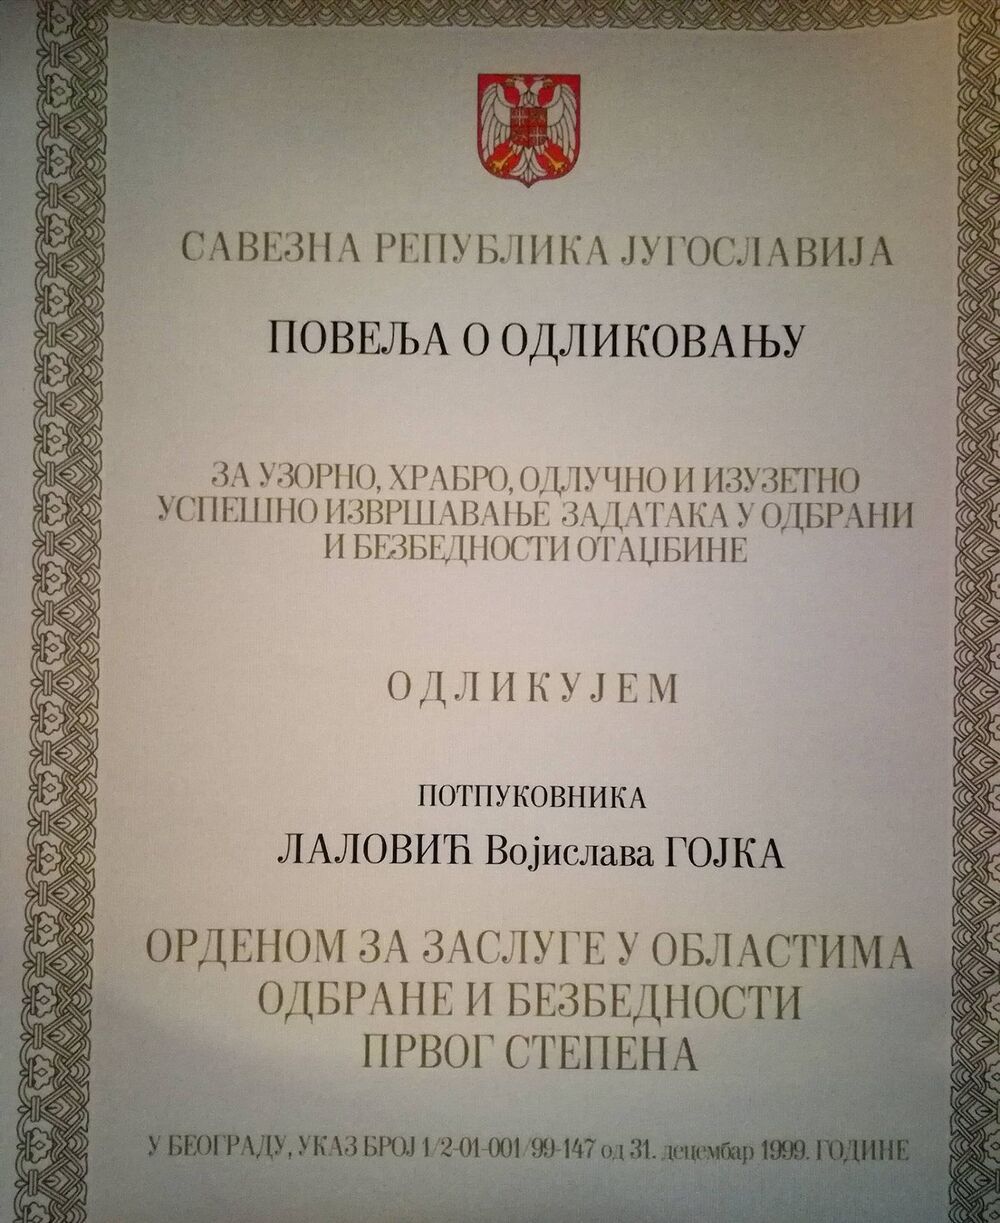 САВЕЗНА РЕПУБЛИКА ЈУГОСЛАВИЈА
ПОВЕЉА О ОДЛИКОВАЊУ
ЗА УЗОРНО, ХРАБРО, ОДЛУЧНО И ИЗУЗЕТНО
УСПЕШНО ИЗВРШАВАЊЕ ЗАДАТАКА У ОДБРАНИ
И БЕЗБЕДНОСТИ ОТАЏБИНЕ
ОДЛИКУЈЕМ
ПОТПУКОВНИКА
ЛАЛОВИЋ Војислава ГОЈКА
ОРДЕНОМ ЗА ЗАСЛУГЕ У ОБЛАСТИМА
ОДБРАНЕ И БЕЗБЕДНОСТИ
ПРВОГ СТЕПЕНА
У БЕОГРАДУ, УКАЗ БРОЈ 1/2-01-001/99-147 од 31. децембар 1999. ГОДИНЕ